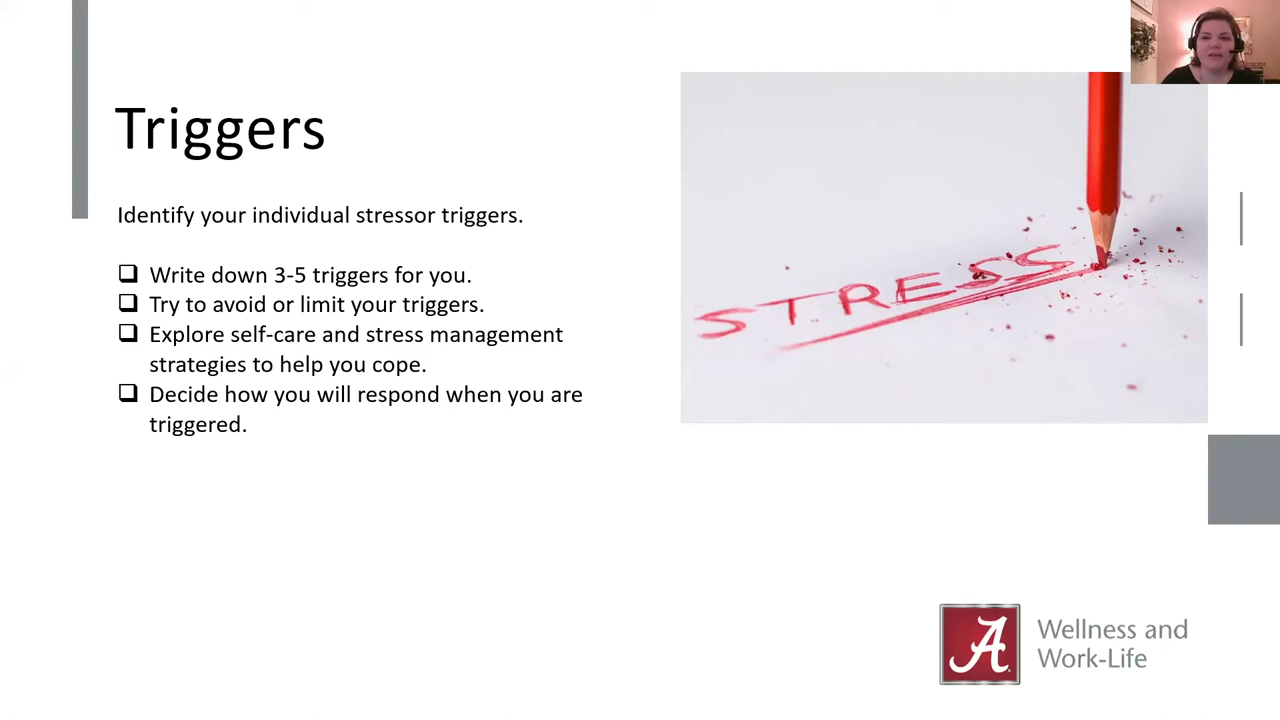 Triggers
Identify your individual stressor triggers.
Write down 3-5 triggers for you.
Try to avoid or limit your triggers.
Explore self-care and stress management
strategies to help you cope.
Decide how you will respond when you are
triggered.
STRESS
A
Wellness and
Work-Life